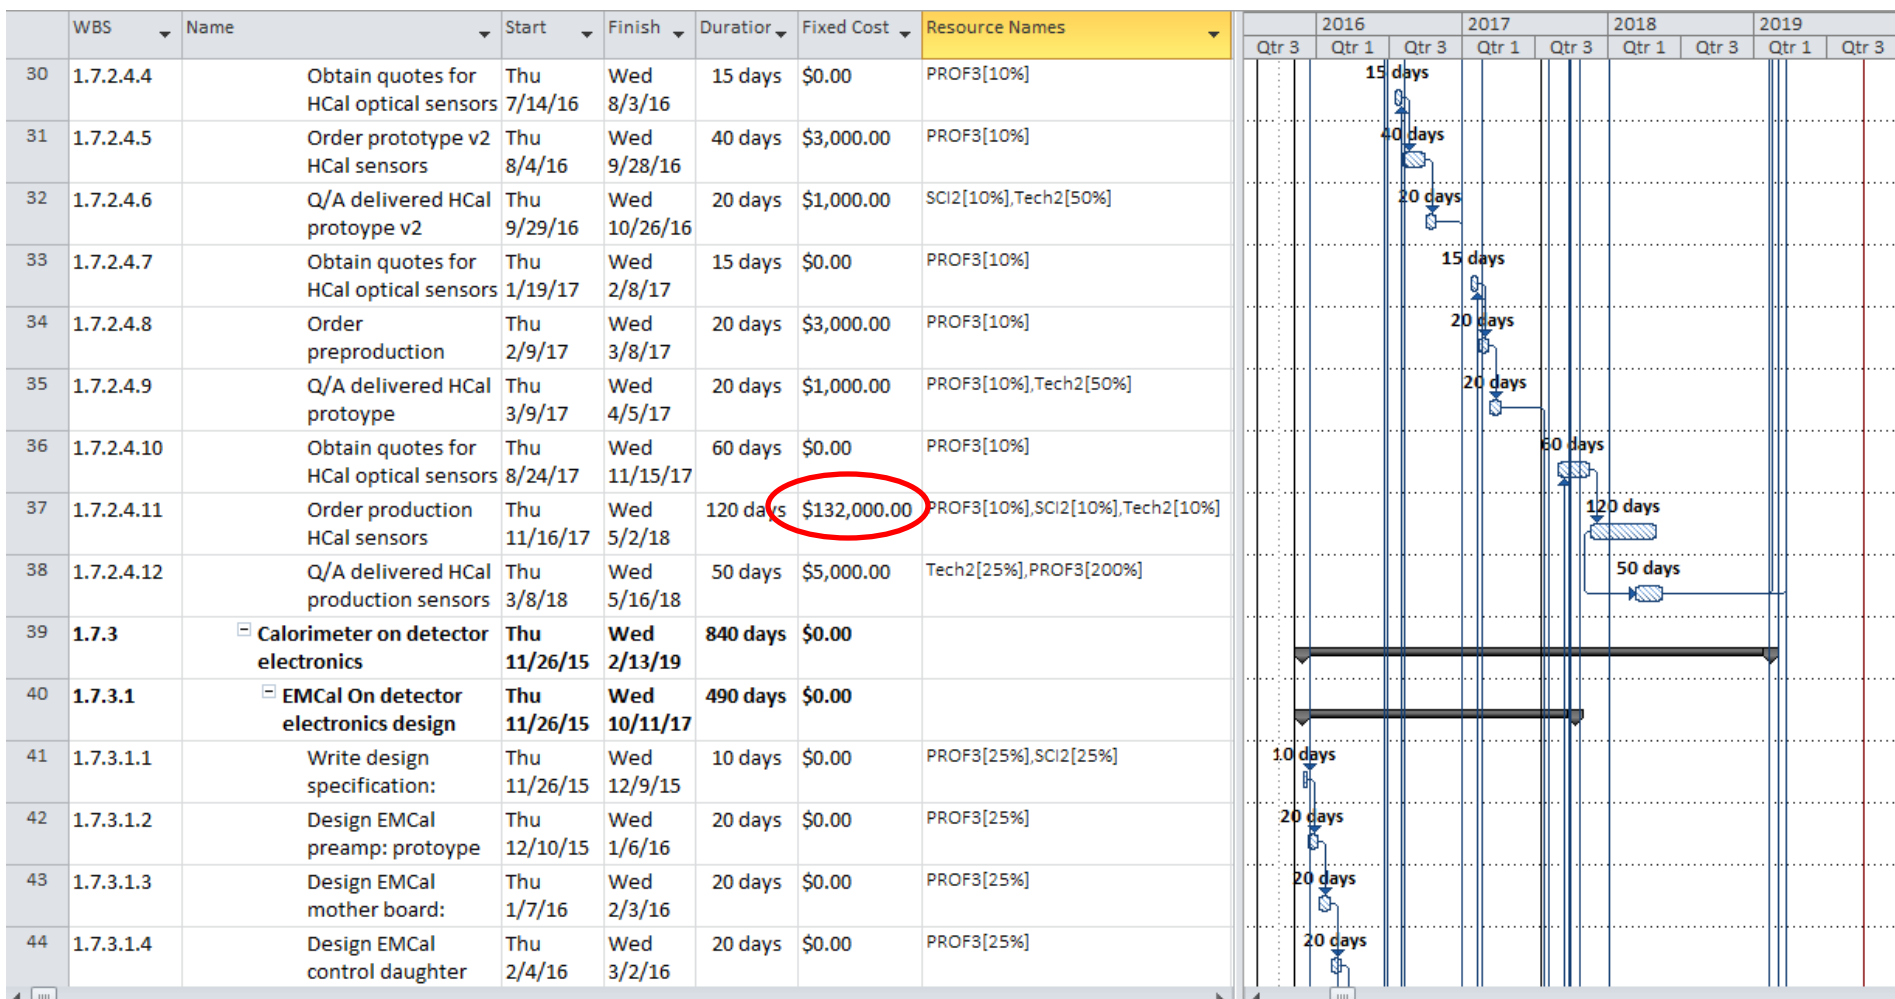 WBS Name Start Finish Duration Fixed Cost Resource Names
2016 2017 2018 2019
Qtr 3 Qtr 1 Qtr 3 Qtr 1 Qtr 3 Qtr 1 Qtr 3 Qtr 1 Qtr 3
30 1.7.2.4.4 Obtain quotes for Thu Wed 15 days $0.00 PROF3[10%] 15 days
HCal optical sensors 7/14/16 8/3/16
31 1.7.2.4.5 Order prototype v2 Thu Wed 40 days $3,000.00 PROF3[10%] 40 days
HCal sensors 8/4/16 9/28/16
32 1.7.2.4.6 Q/A delivered HCal Thu Wed 20 days $1,000.00 SCI2[10%],Tech2[50%] 20 days
protoype v2 9/29/16 10/26/16
33 1.7.2.4.7 Obtain quotes for Thu Wed 15 days $0.00 PROF3[10%] 15 days
HCal optical sensors 1/19/17 2/8/17
34 1.7.2.4.8 Order Thu Wed 20 days $3,000.00 PROF3[10%] 20 days
preproduction 2/9/17 3/8/17
35 1.7.2.4.9 Q/A delivered HCal Thu Wed 20 days $1,000.00 PROF3[10%],Tech2[50%] 20 days
protoype 3/9/17 4/5/17
36 1.7.2.4.10 Obtain quotes for Thu Wed 60 days $0.00 PROF3[10%] 60 days
HCal optical sensors 8/24/17 11/15/17
37 1.7.2.4.11 Order production Thu Wed 120 days $132,000.00 PROF3[10%],SCI2[10%],Tech2[10%] 120 days
HCal sensors 11/16/17 5/2/18
38 1.7.2.4.12 Q/A delivered HCal Thu Wed 50 days $5,000.00 Tech2[25%],PROF3[200%] 50 days
production sensors 3/8/18 5/16/18
39 1.7.3 Calorimeter on detector Thu Wed 840 days $0.00
electronics 11/26/15 2/13/19
40 1.7.3.1 EMCal On detector Thu Wed 490 days $0.00
electronics design 11/26/15 10/11/17
41 1.7.3.1.1 Write design Thu Wed 10 days $0.00 PROF3[25%],SCI2[25%] 10 days
specification: 11/26/15 12/9/15
42 1.7.3.1.2 Design EMCal Thu Wed 20 days $0.00 PROF3[25%] 20 days
preamp: protoype 12/10/15 1/6/16
43 1.7.3.1.3 Design EMCal Thu Wed 20 days $0.00 PROF3[25%] 20 days
mother board: 1/7/16 2/3/16
44 1.7.3.1.4 Design EMCal Thu Wed 20 days $0.00 PROF3[25%] 20 days
control daughter 2/4/16 3/2/16